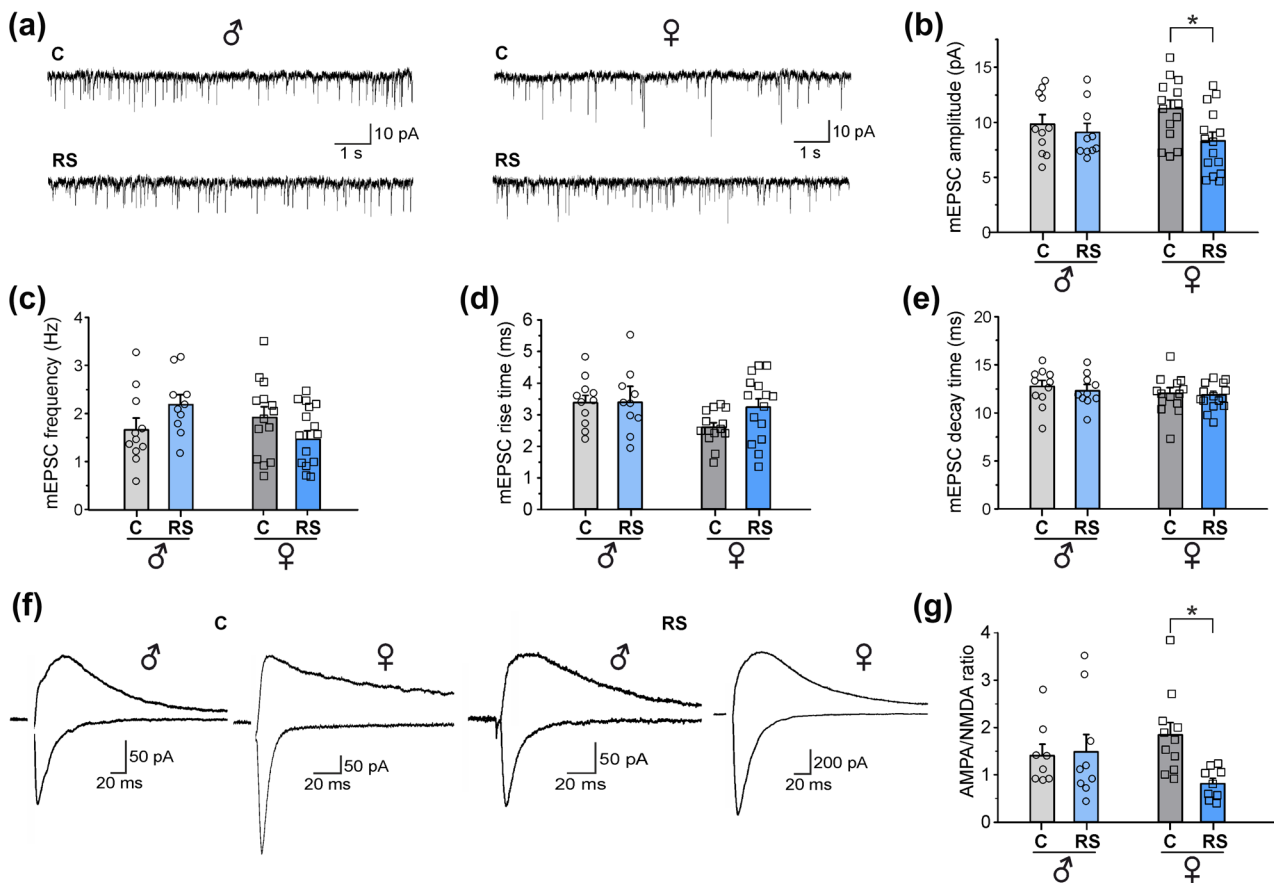 (a)
♂
♀
C
C
10 pA
1 s
10 pA
1 s
RS
RS
(b)
*
mEPSC amplitude (pA)
15
10
5
0
C RS C RS
♂ ♀
(c)
mEPSC frequency (Hz)
4
3
2
1
0
C RS C RS
♂ ♀
(d)
mEPSC rise time (ms)
6
5
4
3
2
1
0
C RS C RS
♂ ♀
(e)
mEPSC decay time (ms)
20
15
10
5
0
C RS C RS
♂ ♀
(f)
C
RS
♂ ♀ ♂ ♀
50 pA
20 ms
50 pA
20 ms
50 pA
20 ms
200 pA
20 ms
(g)
*
AMPA/NMDA ratio
4
3
2
1
0
C RS C RS
♂ ♀